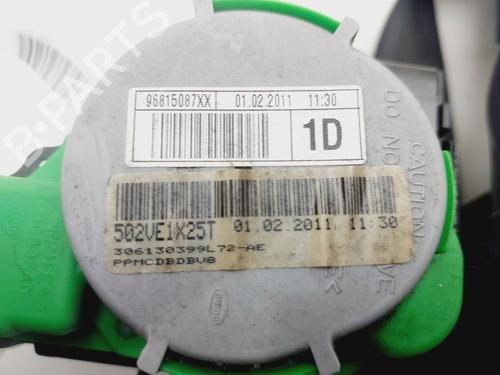 96815087XX 01.02.2011 11:30
1D
502VE1X25T 01.02.2011 11:30
306130399L72-AE
PPMCDBDBV8
CAUTION
DO NO
B-PARTS